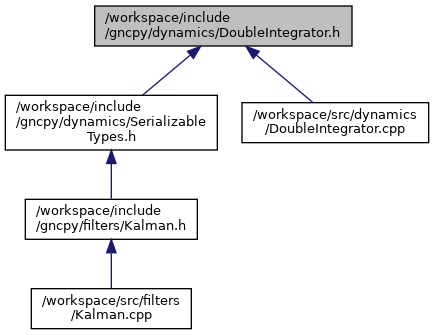 /workspace/include
/gncpy/dynamics/DoubleIntegrator.h
/workspace/include
/gncpy/dynamics/Serializable
Types.h
/workspace/src/dynamics
/DoubleIntegrator.cpp
/workspace/include
/gncpy/filters/Kalman.h
/workspace/src/filters
/Kalman.cpp